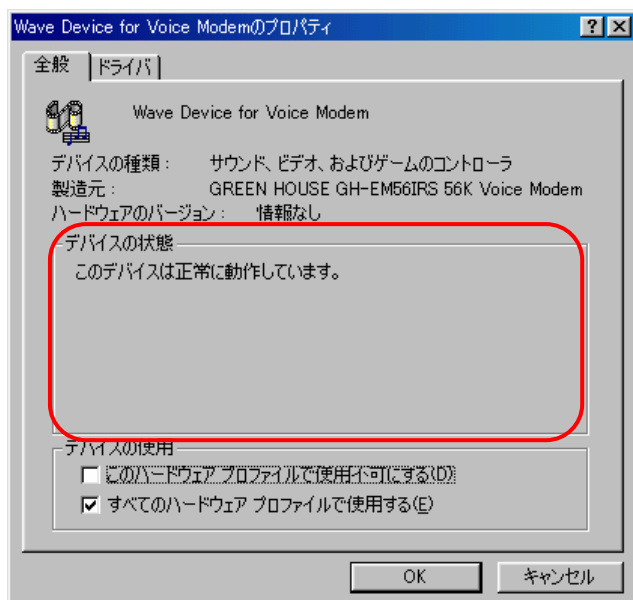 Wave Device for Voice Modemのプロパティ
全般 ドライバ
Wave Device for Voice Modem
デバイスの種類： サウンド、ビデオ、およびゲームのコントローラ
製造元： GREEN HOUSE GH-EM56IRS 56K Voice Modem
ハードウェアのバージョン： 情報なし
デバイスの状態
このデバイスは正常に動作しています。
デバイスの使用
このハードウェア プロファイルで使用不可にする(D)
すべてのハードウェア プロファイルで使用する(E)
OK キャンセル